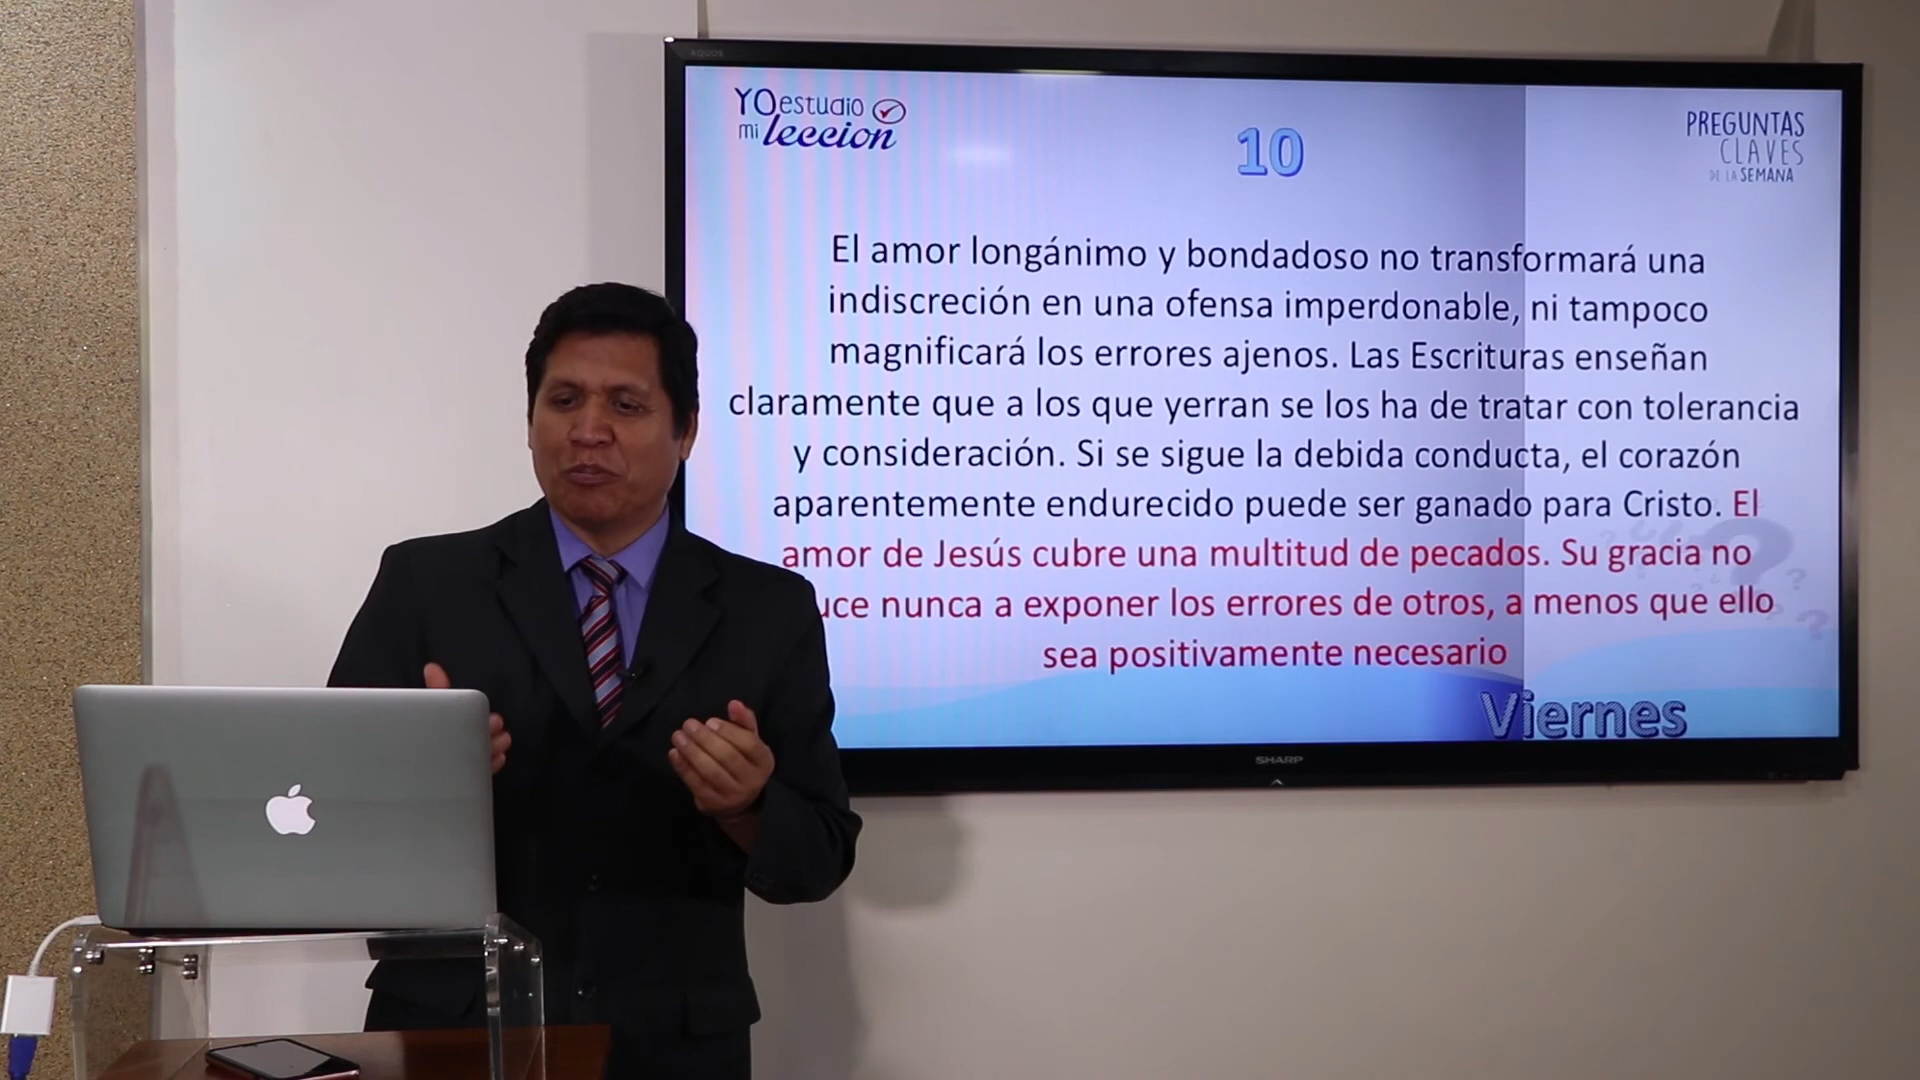 AQUOS
YO estudio
mi leccion
10
PREGUNTAS
CLAVES
DE LA SEMANA
El amor longánimo y bondadoso no transformará una
indiscreción en una ofensa imperdonable, ni tampoco
magnificará los errores ajenos. Las Escrituras enseñan
claramente que a los que yerran se los ha de tratar con tolerancia
y consideración. Si se sigue la debida conducta, el corazón
aparentemente endurecido puede ser ganado para Cristo. El
amor de Jesús cubre una multitud de pecados. Su gracia no
nunca a exponer los errores de otros, a menos que ello
sea positivamente necesario
Viernes
SHARP